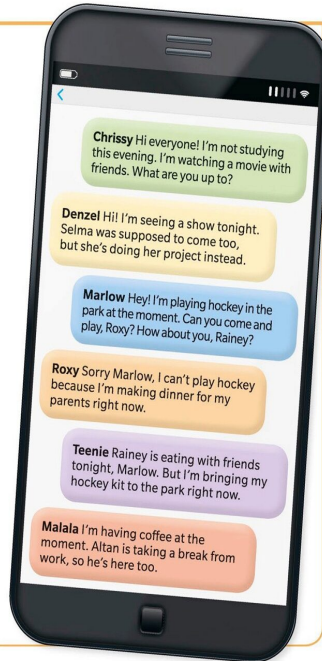 Chrissy Hi everyone! I'm not studying
this evening. I'm watching a movie with
friends. What are you up to?
Denzel Hi! I'm seeing a show tonight.
Selma was supposed to come too,
but she's doing her project instead.
Marlow Hey! I'm playing hockey in the
park at the moment. Can you come and
play, Roxy? How about you, Rainey?
Roxy Sorry Marlow, I can't play hockey
because I'm making dinner for my
parents right now.
Teenie Rainey is eating with friends
tonight, Marlow. But I'm bringing my
hockey kit to the park right now.
Malala I'm having coffee at the
moment. Altan is taking a break from
work, so he's here too.